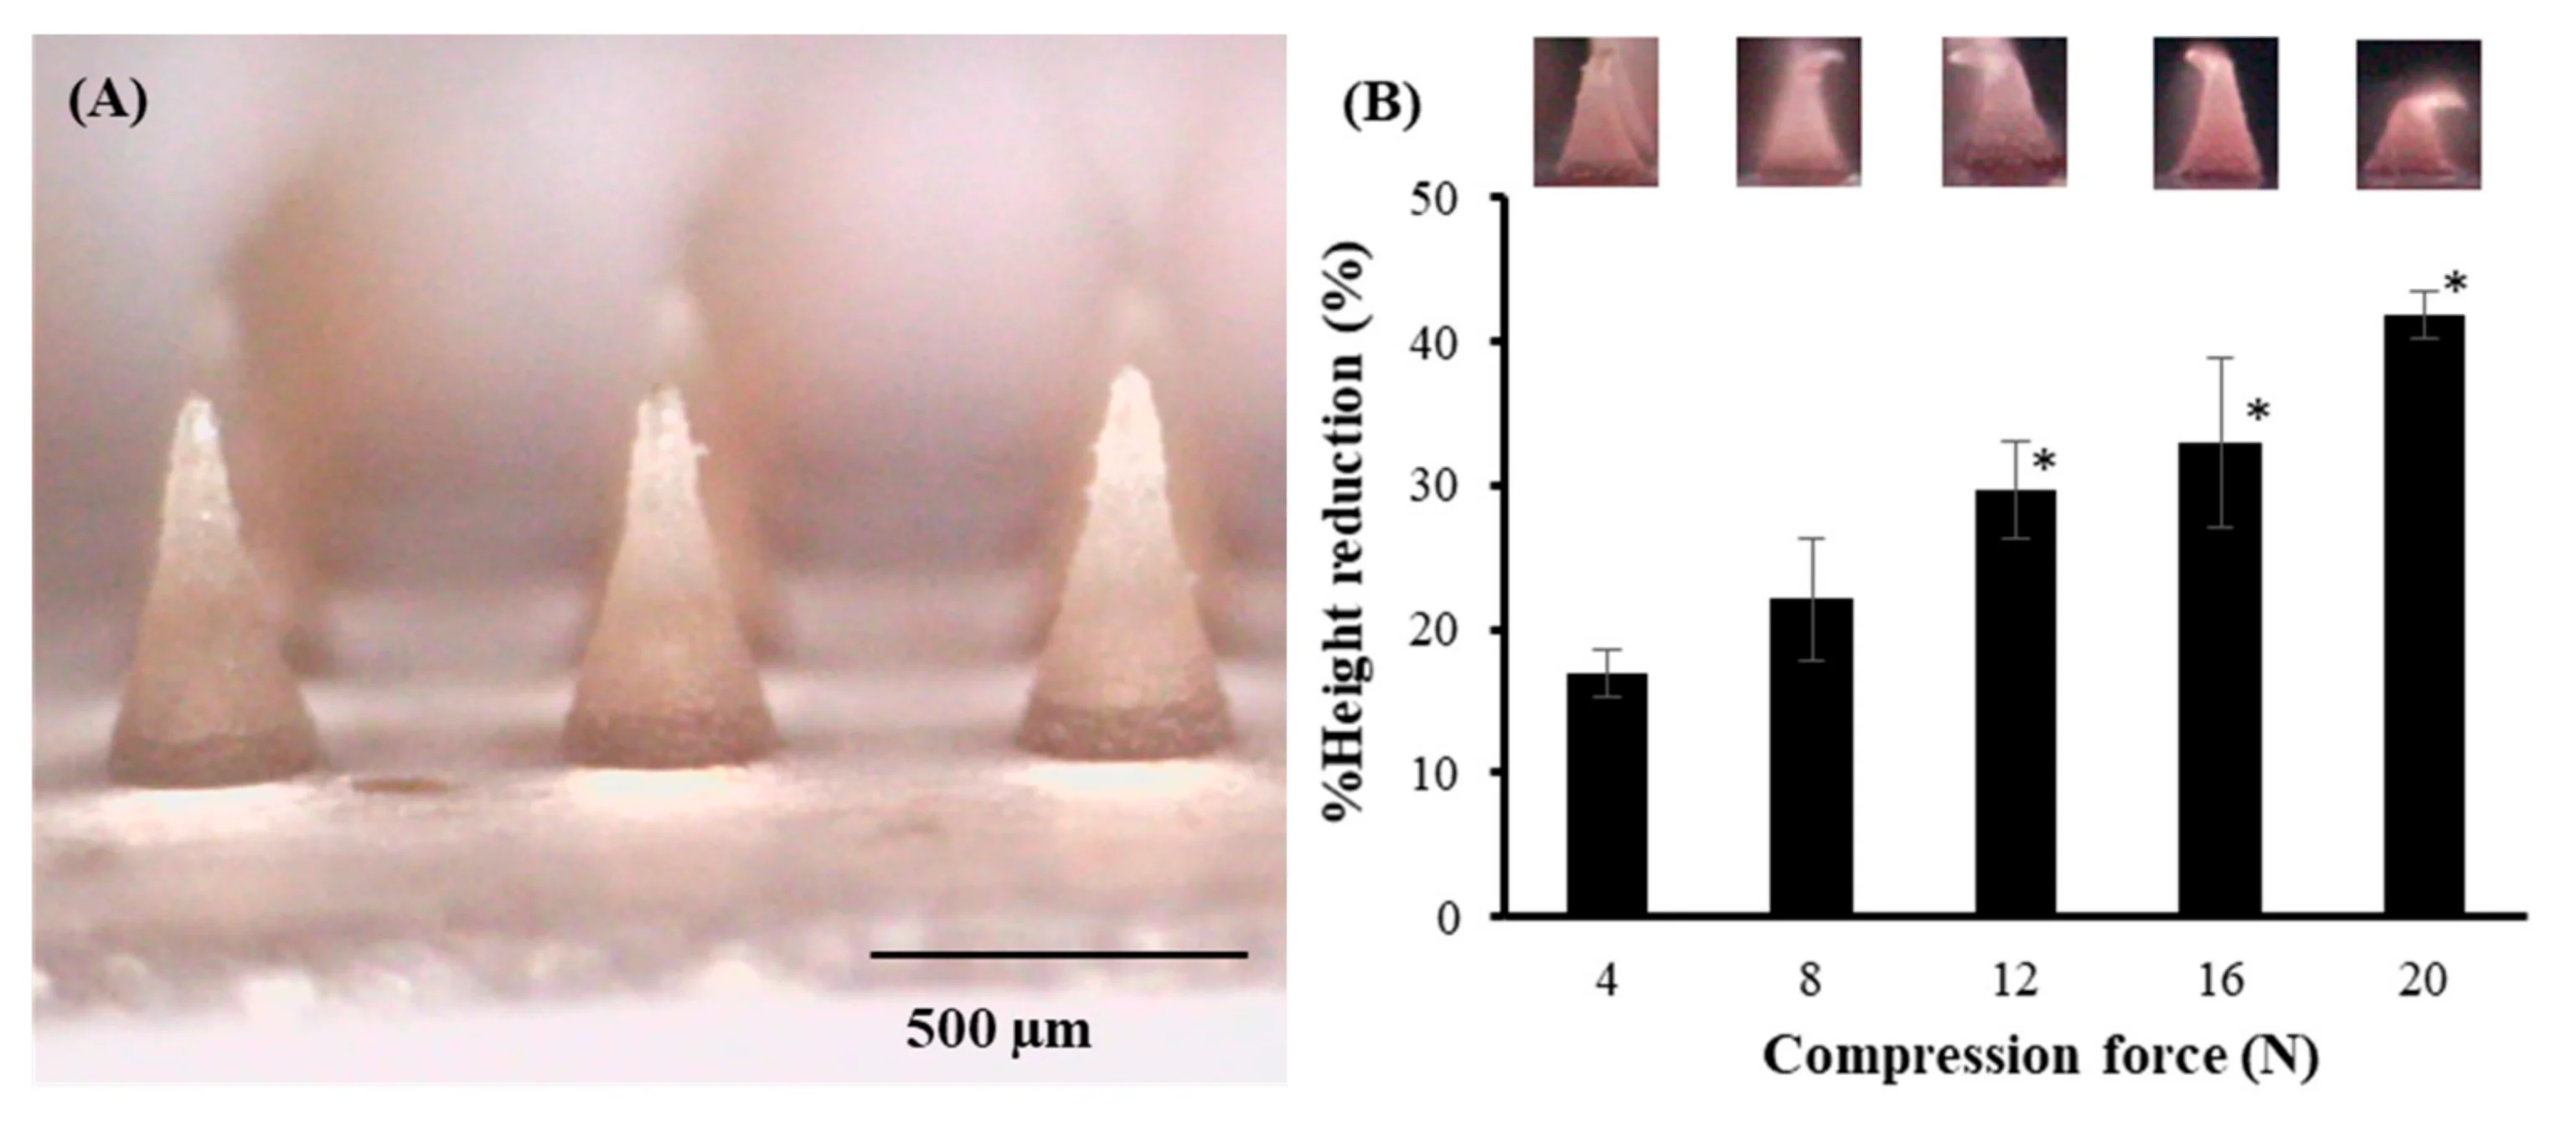 (A)
500 μm
(B)
%Height reduction (%)
50
40
30
20
10
0
*
*
*
4 8 12 16 20
Compression force (N)